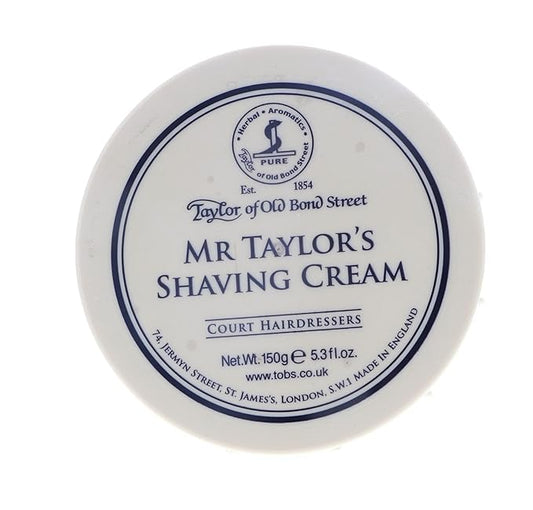 Herbal • Aromatics
PURE
Taylor of Old Bond Street
Est. 1854
Taylor of Old Bond Street
MR TAYLOR'S
SHAVING CREAM
COURT HAIRDRESSERS
Net.Wt.150g e 5.3fl.oz.
www.tobs.co.uk
74, JERMYN STREET, ST. JAMES'S, LONDON, S.W.1 MADE IN ENGLAND